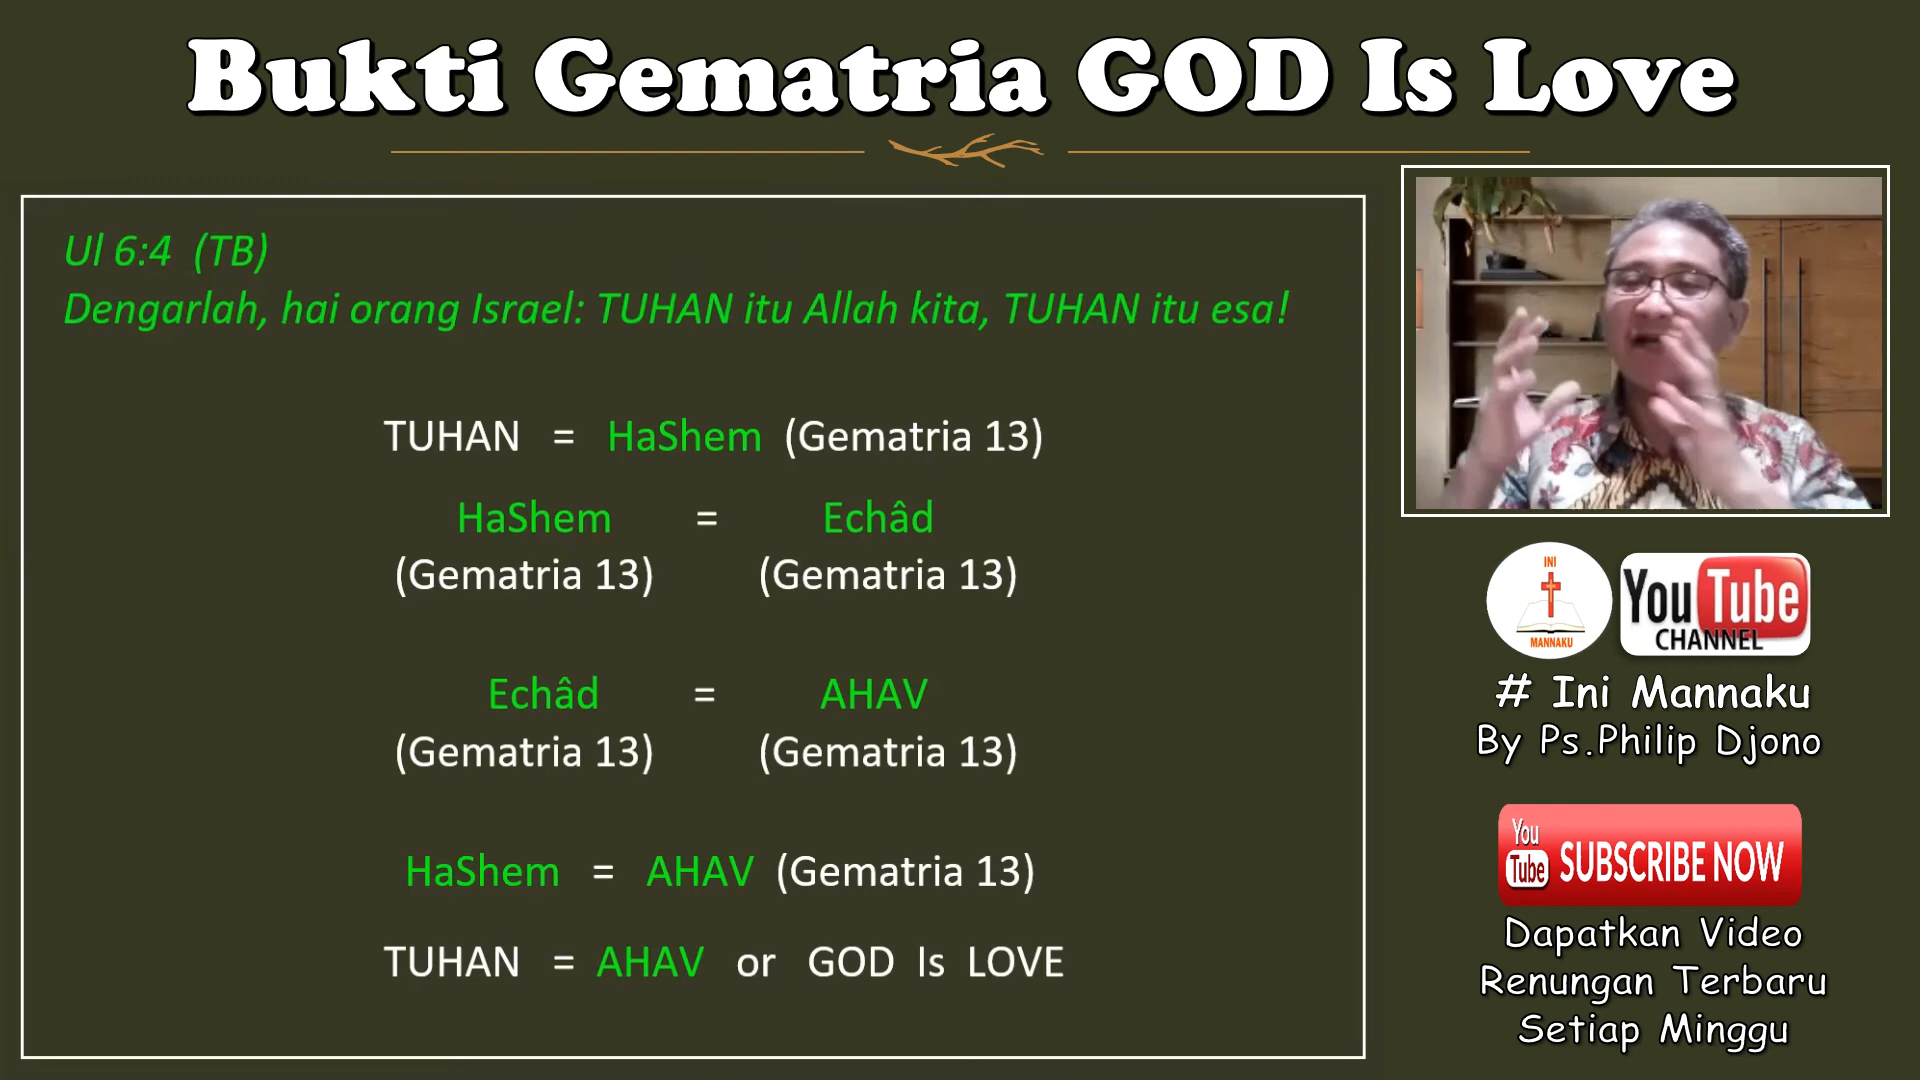 Bukti Gematria GOD Is Love
Ul 6:4 (TB)
Dengarlah, hai orang Israel: TUHAN itu Allah kita, TUHAN itu esa!
TUHAN = HaShem (Gematria 13)
HaShem = Echâd
(Gematria 13) (Gematria 13)
Echâd = AHAV
(Gematria 13) (Gematria 13)
HaShem = AHAV (Gematria 13)
TUHAN = AHAV or GOD Is LOVE
INI
MANNAKU
YouTube
CHANNEL
# Ini Mannaku
By Ps.Philip Djono
You
Tube
SUBSCRIBE NOW
Dapatkan Video
Renungan Terbaru
Setiap Minggu